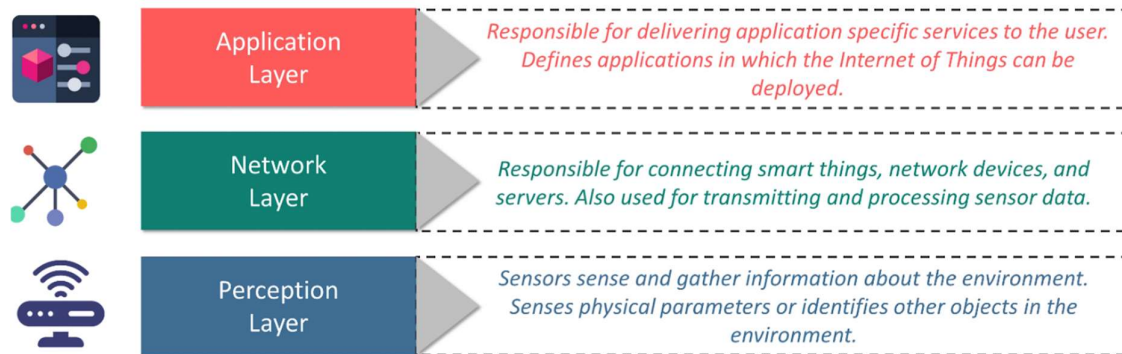 Application
Layer
Responsible for delivering application specific services to the user.
Defines applications in which the Internet of Things can be
deployed.
Network
Layer
Responsible for connecting smart things, network devices, and
servers. Also used for transmitting and processing sensor data.
Perception
Layer
Sensors sense and gather information about the environment.
Senses physical parameters or identifies other objects in the
environment.